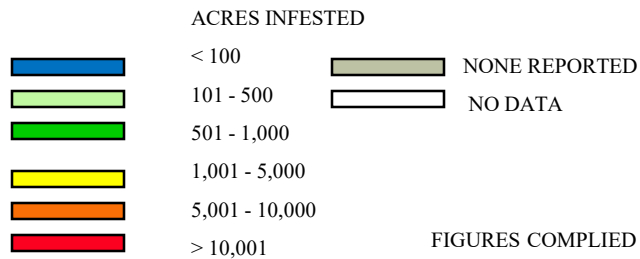 ACRES INFESTED
< 100
NONE REPORTED
101 - 500
NO DATA
501 - 1,000
1,001 - 5,000
5,001 - 10,000
> 10,001
FIGURES COMPLIED